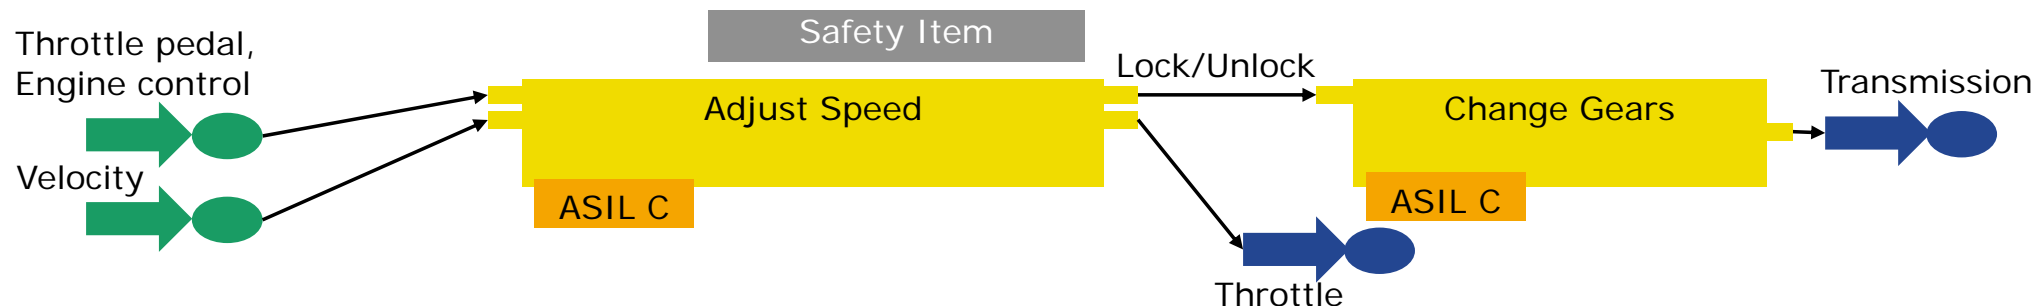 Safety Item
Throttle pedal,
Engine control
Velocity
Adjust Speed
ASIL C
Lock/Unlock
Change Gears
ASIL C
Transmission
Throttle